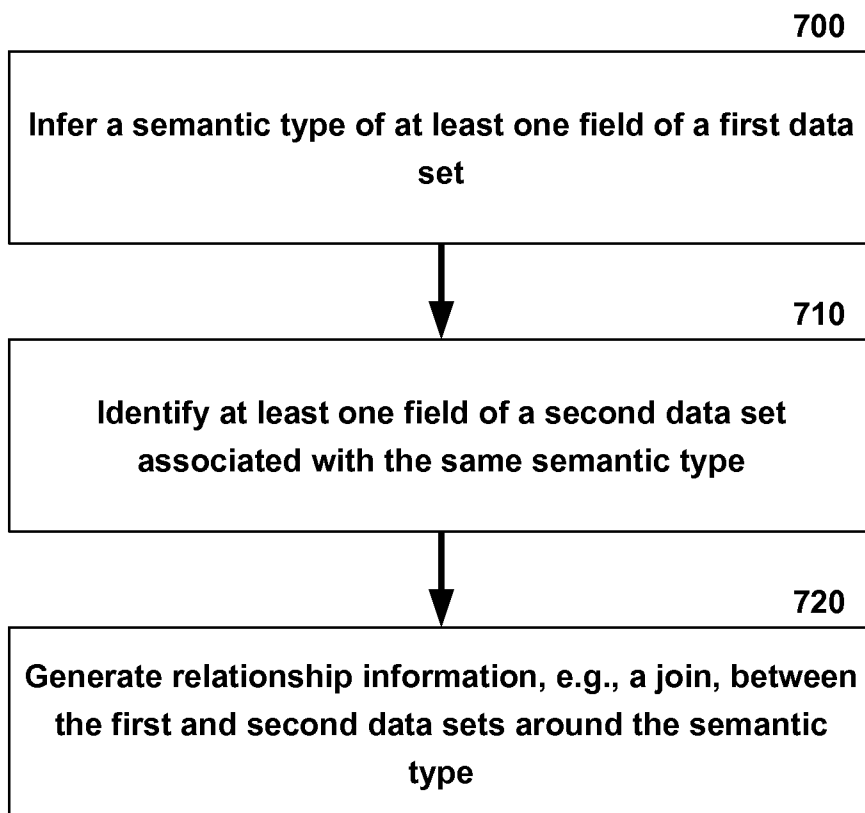 700
Infer a semantic type of at least one field of a first data
set
710
Identify at least one field of a second data set
associated with the same semantic type
720
Generate relationship information, e.g., a join, between
the first and second data sets around the semantic
type